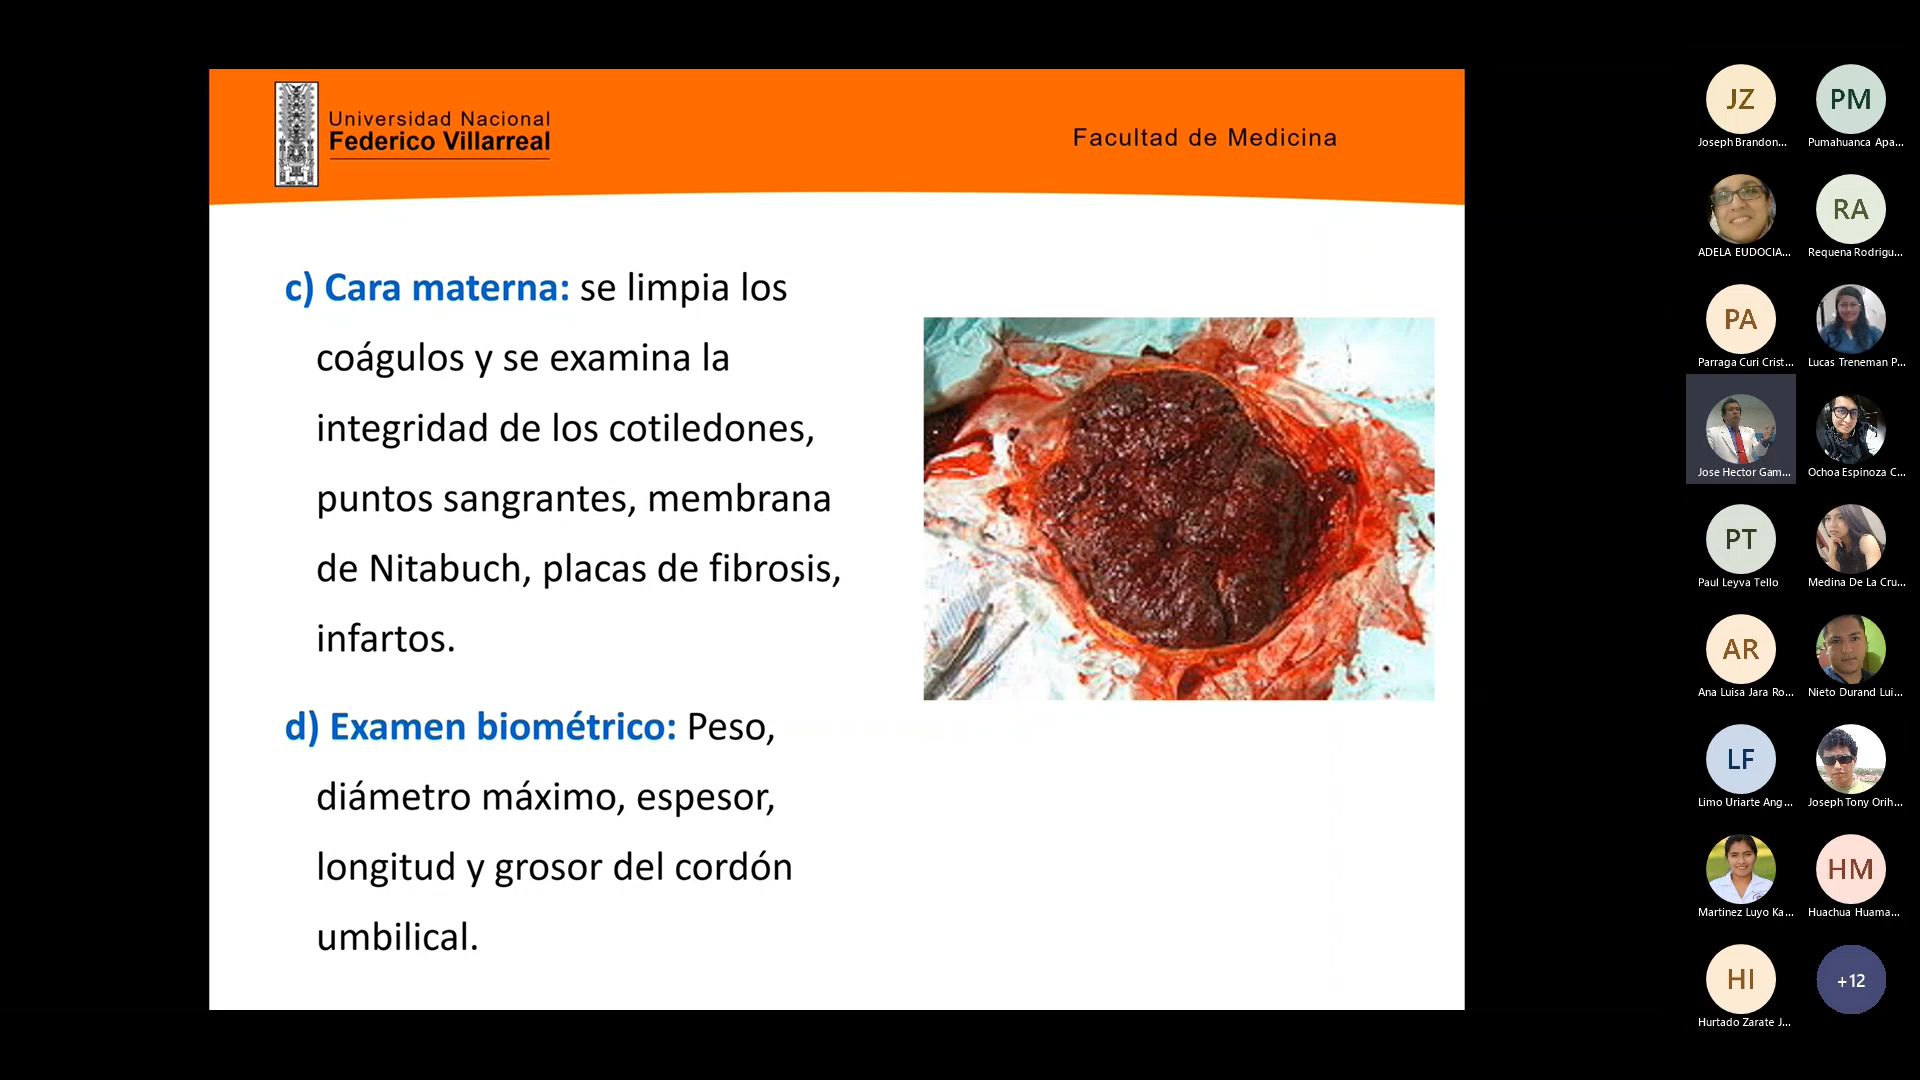 Universidad Nacional
Federico Villarreal
Facultad de Medicina
c) Cara materna: se limpia los
coágulos y se examina la
integridad de los cotiledones,
puntos sangrantes, membrana
de Nitabuch, placas de fibrosis,
infartos.
d) Examen biométrico: Peso,
diámetro máximo, espesor,
longitud y grosor del cordón
umbilical.
JZ
Joseph Brandon...
PM
Pumahuanca Apa...
ADELA EUDOCIA...
RA
Requena Rodrigu...
PA
Parraga Curi Crist...
Lucas Treneman P...
Jose Hector Gam...
Ochoa Espinoza C...
PT
Paul Leyva Tello
Medina De La Cru...
AR
Ana Luisa Jara Ro...
Nieto Durand Lui...
LF
Limo Uriarte Ang...
Joseph Tony Orih...
Martinez Luyo Ka...
HM
Huachua Huama...
HI
Hurtado Zarate J...
+12